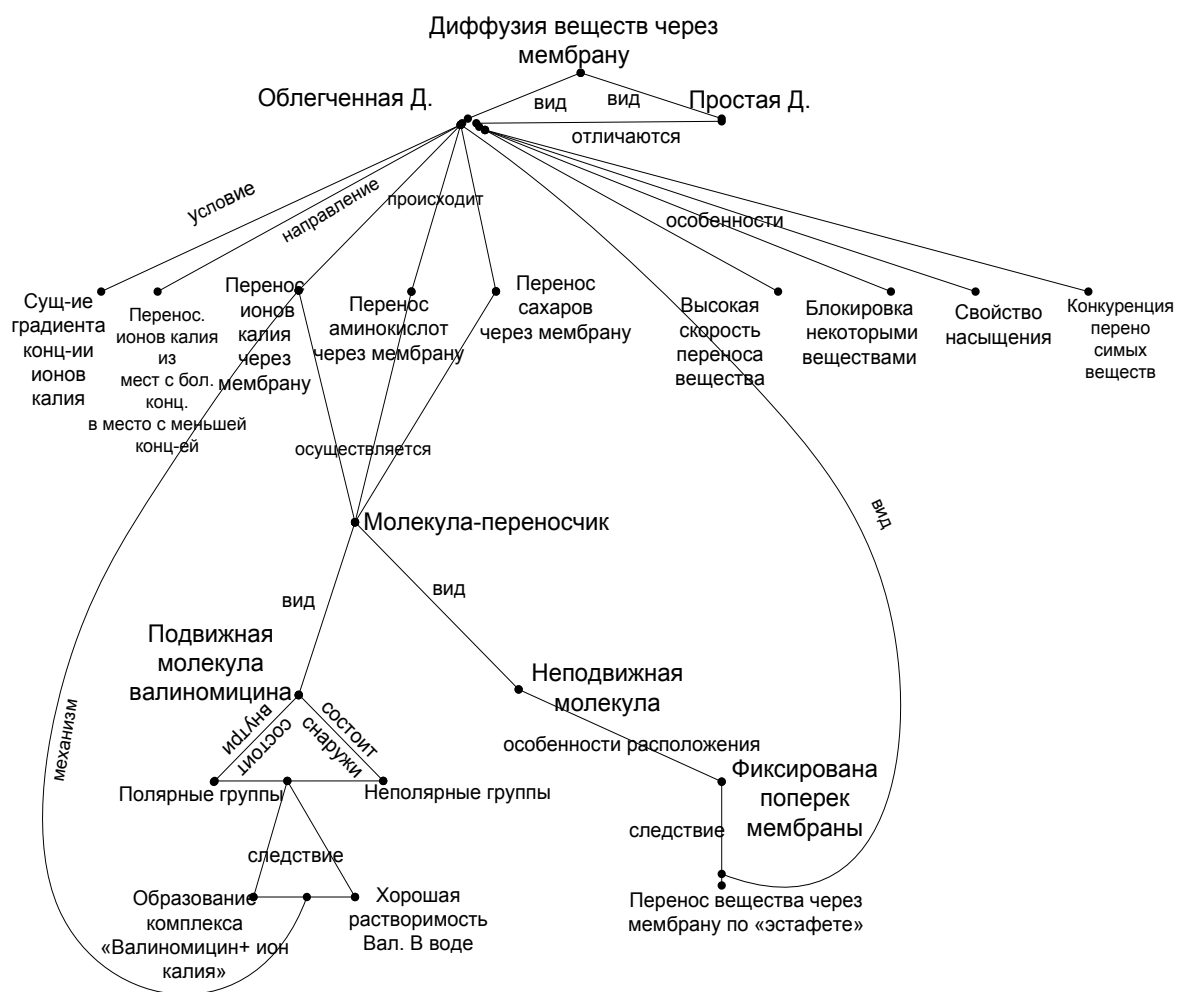 Диффузия веществ через
мембрану
Облегченная Д.
вид
вид
Простая Д.
отличаются
условие
направление
происходит
особенности
Сущ-ие
градиента
конц-ии
ионов
калия
Перенос.
ионов калия
из
мест с бол.
конц.
в место с меньшей
конц-ей
Перенос
ионов
калия
через
мембрану
Перенос
аминокислот
через мембрану
Перенос
сахаров
через мембрану
Высокая
скорость
переноса
вещества
Блокировка
некоторыми
веществами
Свойство
насыщения
Конкуренция
перено
симых
веществ
осуществляется
вид
Молекула-переносчик
вид
вид
Подвижная
молекула
валиномицина
Неподвижная
молекула
механизм
внутри
состоит
состоит
снаружи
особенности расположения
Полярные группы
Неполярные группы
Фиксирована
поперек
мембраны
следствие
следствие
Образование
комплекса
«Валиномицин+ ион
калия»
Хорошая
растворимость
Вал. В воде
Перенос вещества через
мембрану по «эстафете»